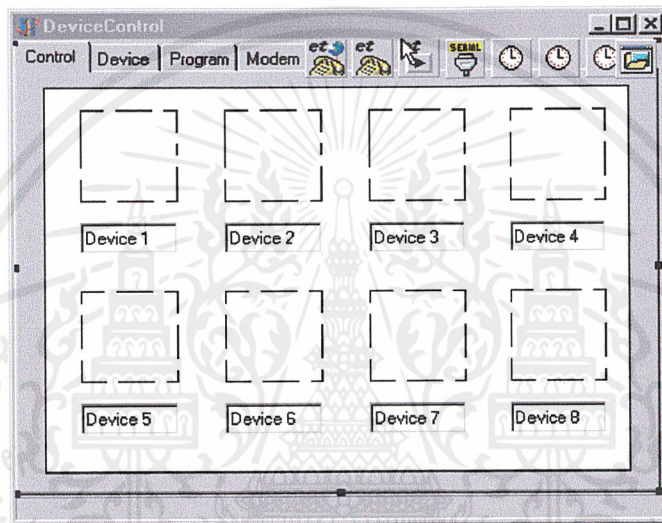 DeviceControl
Control Device Program Modem
et et SERIAL
Device 1 Device 2 Device 3 Device 4
Device 5 Device 6 Device 7 Device 8